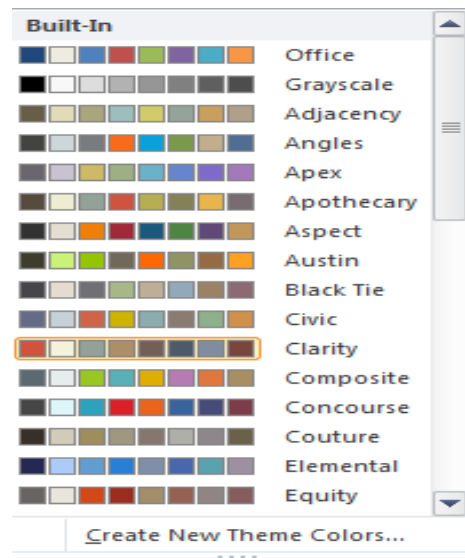 Built-In
Office
Grayscale
Adjacency
Angles
Apex
Apothecary
Aspect
Austin
Black Tie
Civic
Clarity
Composite
Concourse
Couture
Elemental
Equity
Create New Theme Colors...